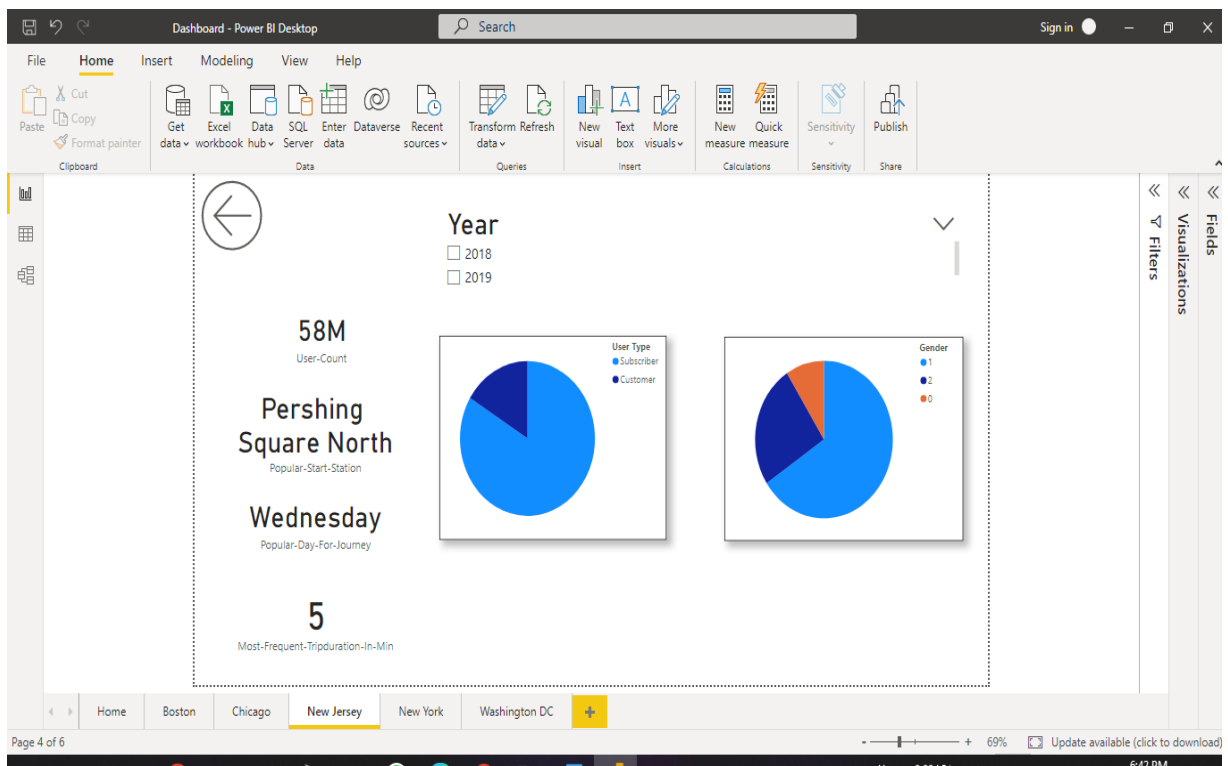 Dashboard - Power BI Desktop
Search
Sign in
File Home Insert Modeling View Help
Paste
Cut
Copy
Format painter
Clipboard
Get data
Excel workbook
Data hub
SQL Server
Enter data
Dataverse
Recent sources
Data
Transform data
Refresh
Queries
New visual
Text box
More visuals
Insert
New measure
Quick measure
Calculations
Sensitivity
Sensitivity
Publish
Share
Year
2018
2019
58M
User-Count
Pershing
Square North
Popular-Start-Station
Wednesday
Popular-Day-For-Journey
5
Most-Frequent-Tripduration-In-Min
User Type
Subscriber
Customer
Gender
1
2
0
Filters
Visualizations
Fields
Home Boston Chicago New Jersey New York Washington DC
Page 4 of 6
- + 69% Update available (click to download)
6:42 PM